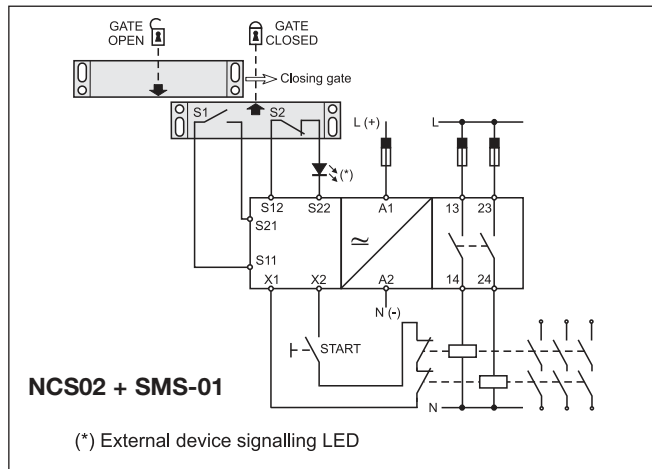 GATE
OPEN
GATE
CLOSED
Closing gate
S1
S2
L (+)
L
(*)
S12
S22
A1
13
23
S21
≃
S11
X1
X2
A2
14
24
N (-)
START
NCS02 + SMS-01
N
(*) External device signalling LED